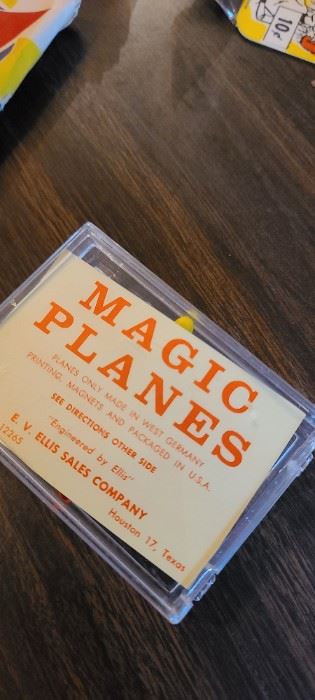 10¢
MAGIC
PLANES
PLANES ONLY MADE IN WEST GERMANY
PRINTING, MAGNETS AND PACKAGED IN U.S.A.
SEE DIRECTIONS OTHER SIDE
"Engineered by Ellis"
E. V. ELLIS SALES COMPANY
12265 Houston 17, Texas